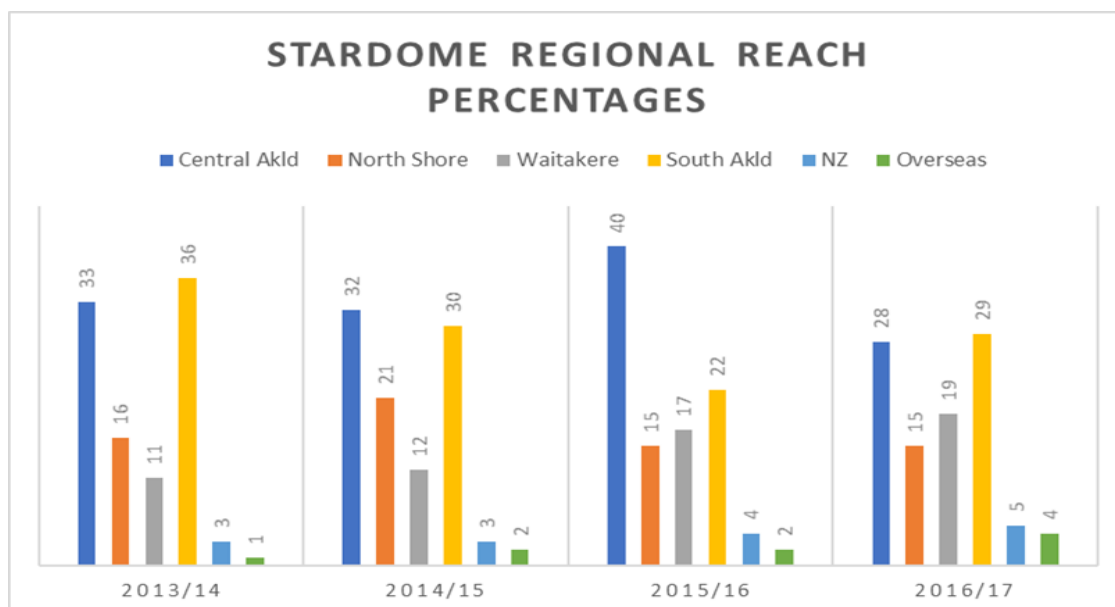 STARDOME REGIONAL REACH
PERCENTAGES
Central Akld North Shore Waitakere South Akld NZ Overseas
33 16 11 36 3 1
32 21 12 30 3 2
40 15 17 22 4 2
28 15 19 29 5 4
2013/14 2014/15 2015/16 2016/17